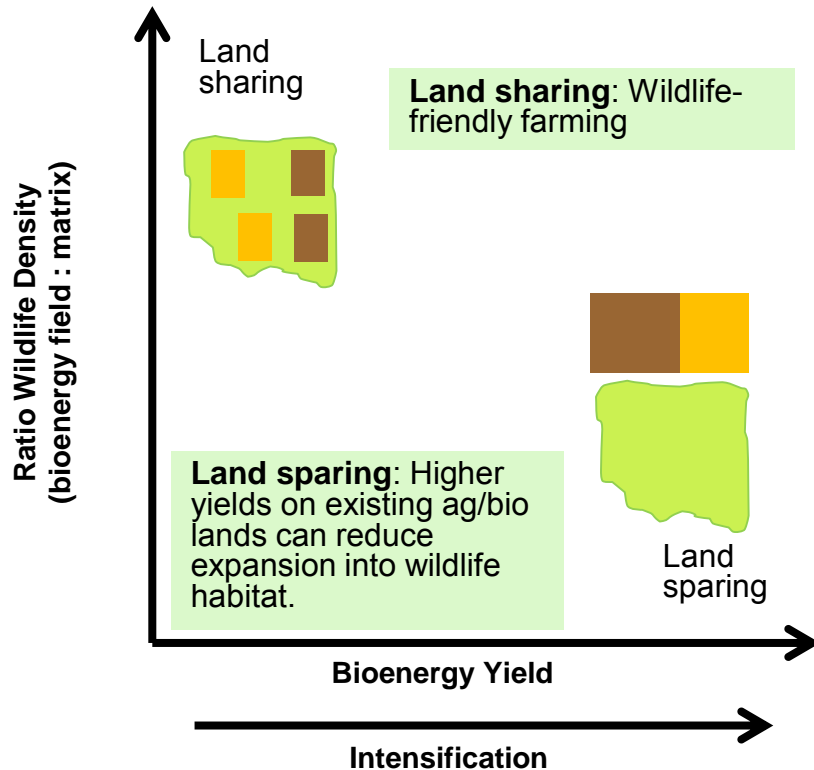 Land
sharing
Land sharing: Wildlife-
friendly farming
Ratio Wildlife Density
(bioenergy field : matrix)
Land sparing: Higher
yields on existing ag/bio
lands can reduce
expansion into wildlife
habitat.
Land
sparing
Bioenergy Yield
Intensification